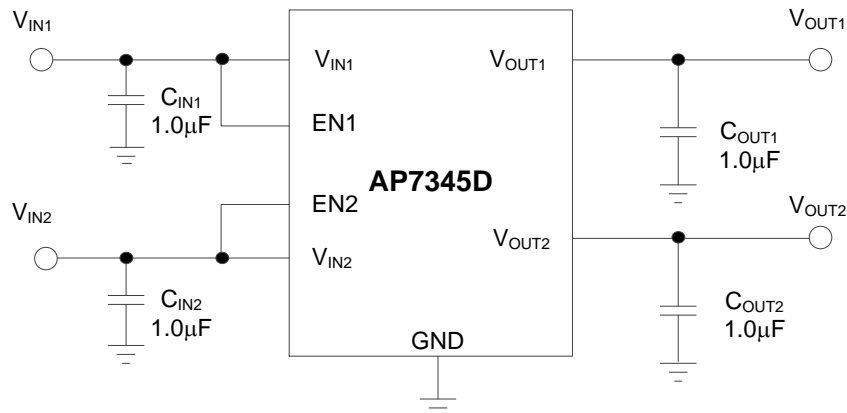 VIN1
CIN1
1.0μF
VIN1
EN1
VOUT1
VOUT1
COUT1
1.0μF
AP7345D
VIN2
CIN2
1.0μF
EN2
VIN2
VOUT2
VOUT2
COUT2
1.0μF
GND